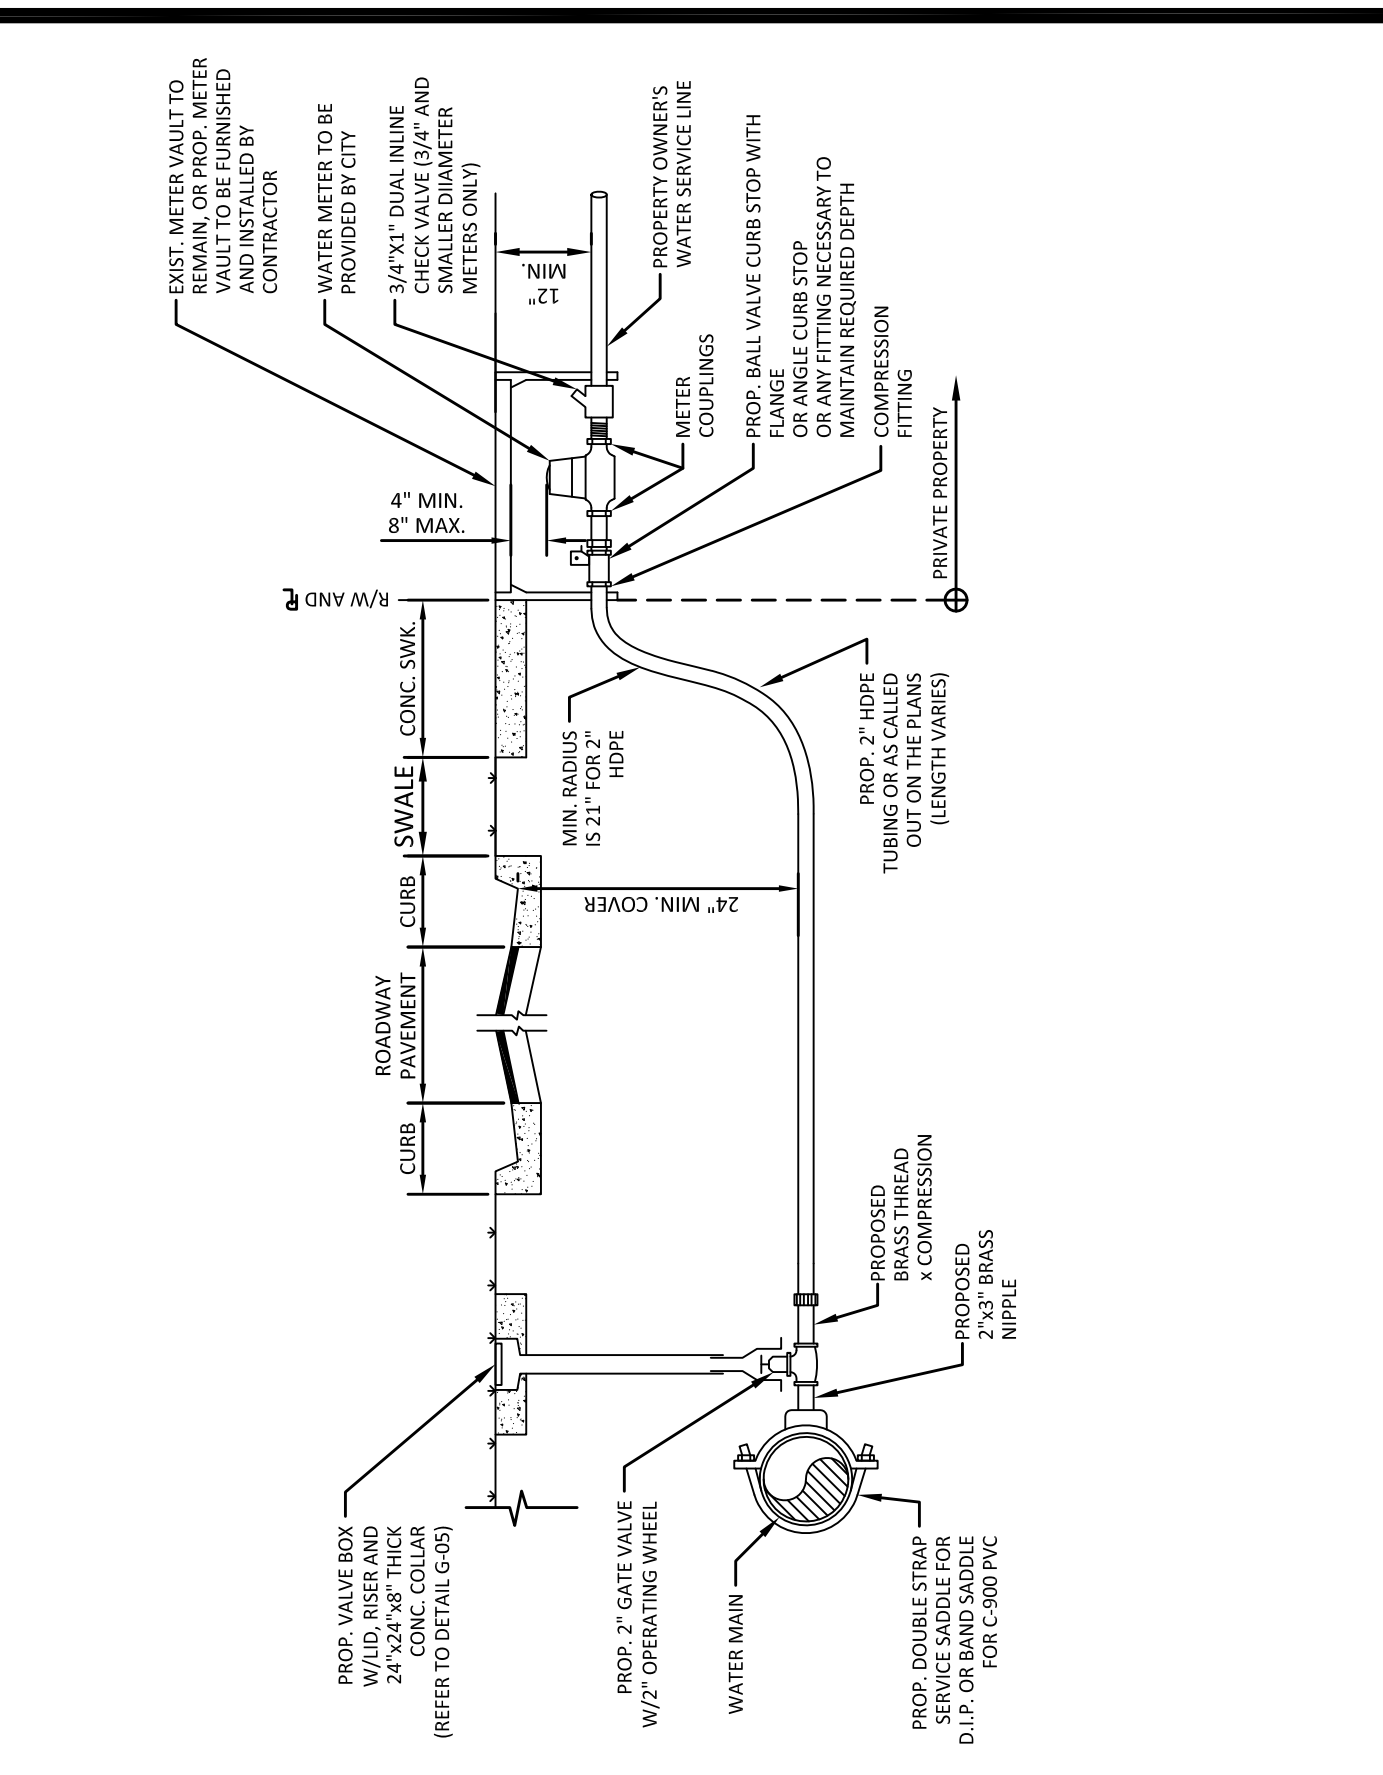 EXIST. METER VAULT TO
REMAIN, OR PROP. METER
VAULT TO BE FURNISHED
AND INSTALLED BY
CONTRACTOR
WATER METER TO BE
PROVIDED BY CITY
3/4"X1" DUAL INLINE
CHECK VALVE (3/4" AND
SMALLER DIIAMETER
METERS ONLY)
12"
MIN.
PROPERTY OWNER'S
WATER SERVICE LINE
METER
COUPLINGS
PROP. BALL VALVE CURB STOP WITH
FLANGE
OR ANGLE CURB STOP
OR ANY FITTING NECESSARY TO
MAINTAIN REQUIRED DEPTH
COMPRESSION
FITTING
PRIVATE PROPERTY
4" MIN.
8" MAX.
R/W AND PL
CONC. SWK.
SWALE
CURB
ROADWAY
PAVEMENT
CURB
MIN. RADIUS
IS 21" FOR 2"
HDPE
24" MIN. COVER
PROP. 2" HDPE
TUBING OR AS CALLED
OUT ON THE PLANS
(LENGTH VARIES)
PROPOSED
BRASS THREAD
x COMPRESSION
PROPOSED
2"x3" BRASS
NIPPLE
PROP. VALVE BOX
W/LID, RISER AND
24"x24"x8" THICK
CONC. COLLAR
(REFER TO DETAIL G-05)
PROP. 2" GATE VALVE
W/2" OPERATING WHEEL
WATER MAIN
PROP. DOUBLE STRAP
SERVICE SADDLE FOR
D.I.P. OR BAND SADDLE
FOR C-900 PVC